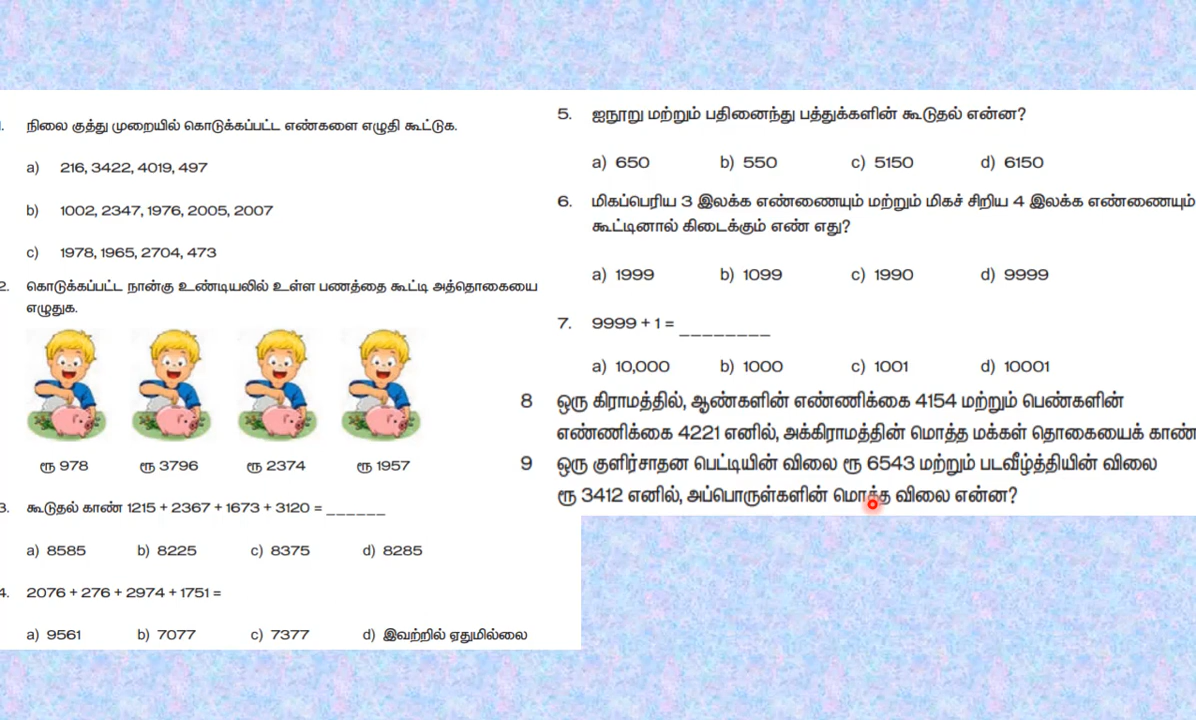 நிலை குத்து முறையில் கொடுக்கப்பட்ட எண்களை எழுதி கூட்டுக.
a) 216, 3422, 4019, 497
b) 1002, 2347, 1976, 2005, 2007
c) 1978, 1965, 2704, 473
2. கொடுக்கப்பட்ட நான்கு உண்டியலில் உள்ள பணத்தை கூட்டி அத்தொகையை
எழுதுக.
ரூ 978 ரூ 3796 ரூ 2374 ரூ 1957
3. கூடுதல் காண் 1215 + 2367 + 1673 + 3120 = ______
a) 8585 b) 8225 c) 8375 d) 8285
4. 2076 + 276 + 2974 + 1751 =
a) 9561 b) 7077 c) 7377 d) இவற்றில் ஏதுமில்லை
5. ஐநூறு மற்றும் பதினைந்து பத்துக்களின் கூடுதல் என்ன?
a) 650 b) 550 c) 5150 d) 6150
6. மிகப்பெரிய 3 இலக்க எண்ணையும் மற்றும் மிகச் சிறிய 4 இலக்க எண்ணையும்
கூட்டினால் கிடைக்கும் எண் எது?
a) 1999 b) 1099 c) 1990 d) 9999
7. 9999 + 1 = ________
a) 10,000 b) 1000 c) 1001 d) 10001
8 ஒரு கிராமத்தில், ஆண்களின் எண்ணிக்கை 4154 மற்றும் பெண்களின்
எண்ணிக்கை 4221 எனில், அக்கிராமத்தின் மொத்த மக்கள் தொகையைக் காண்
9 ஒரு குளிர்சாதன பெட்டியின் விலை ரூ 6543 மற்றும் படவீழ்த்தியின் விலை
ரூ 3412 எனில், அப்பொருள்களின் மொத்த விலை என்ன?